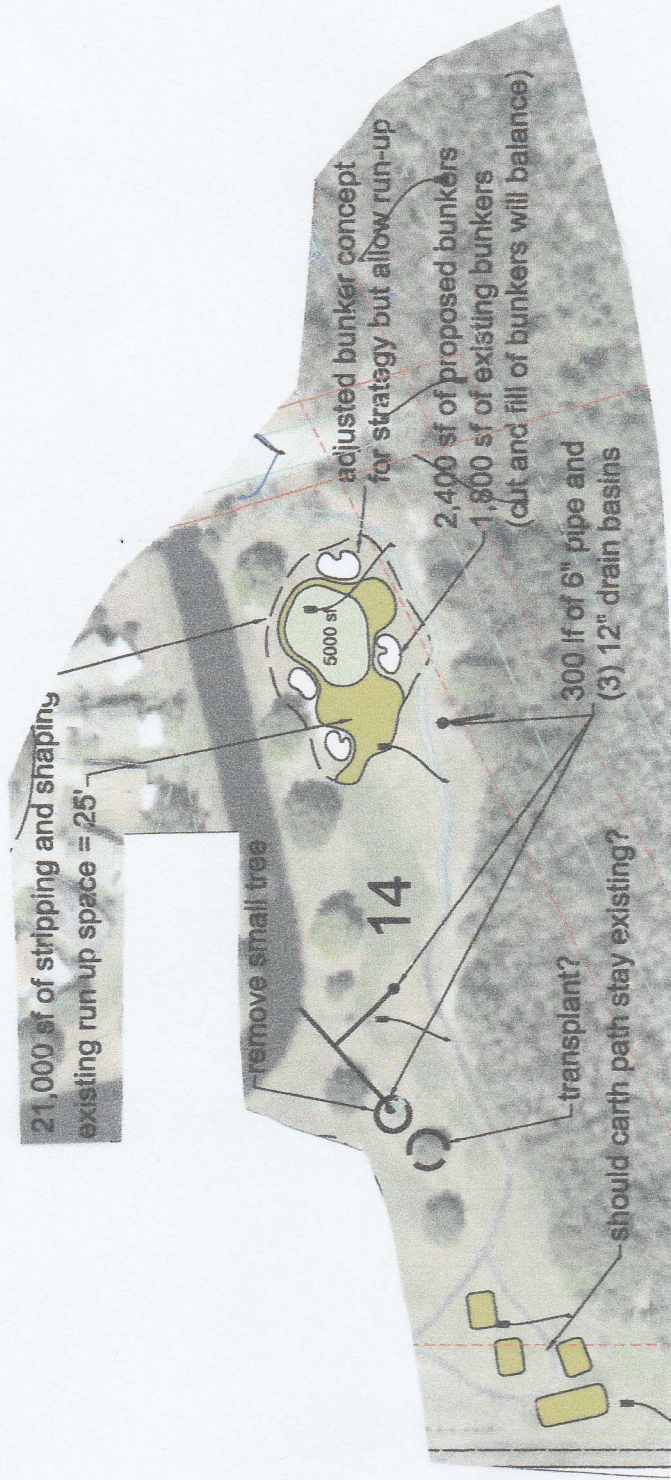 21,000 sf of stripping and shaping
existing run up space = 25'
remove small tree
14
5000 sf
adjusted bunker concept
for strategy but allow run-up
2,400 sf of proposed bunkers
1,800 sf of existing bunkers
(cut and fill of bunkers will balance)
300 lf of 6" pipe and
(3) 12" drain basins
transplant?
should carth path stay existing?